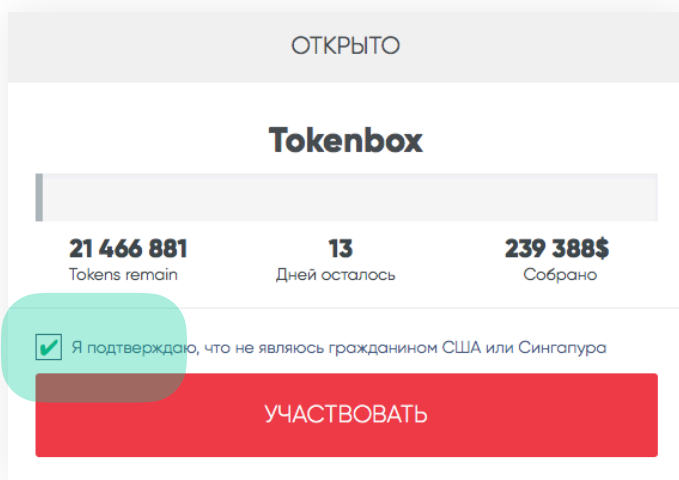 ОТКРЫТО
Tokenbox
21 466 881 13 239 388$
Tokens remain Дней осталось Собрано
Я подтверждаю, что не являюсь гражданином США или Сингапура
УЧАСТВОВАТЬ